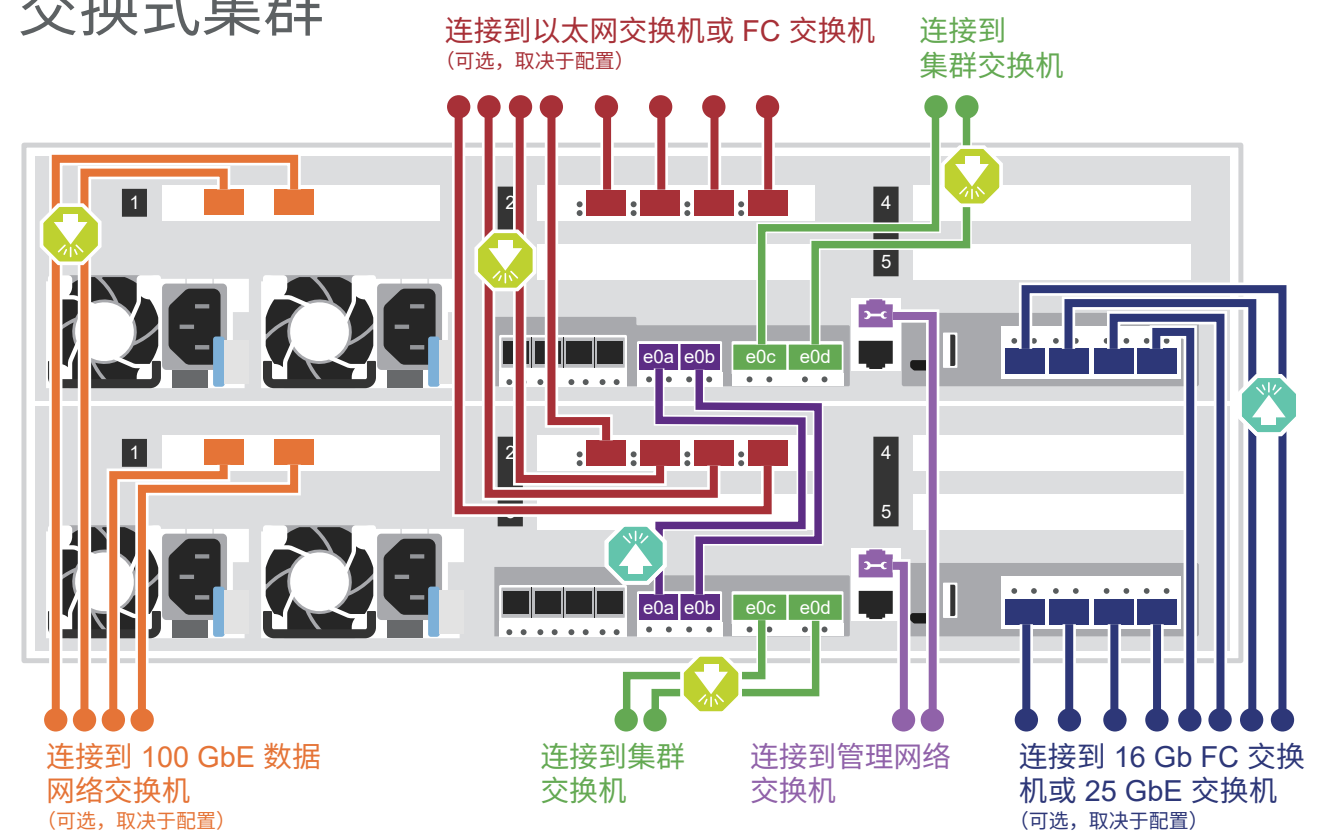 交换式集群
连接到以太网交换机或 FC 交换机
（可选，取决于配置）
连接到
集群交换机
1
2
4
5
e0a e0b
e0c e0d
1
2
4
5
e0a e0b
e0c e0d
连接到 100 GbE 数据
网络交换机
（可选，取决于配置）
连接到集群
交换机
连接到管理网络
交换机
连接到 16 Gb FC 交换
机或 25 GbE 交换机
（可选，取决于配置）